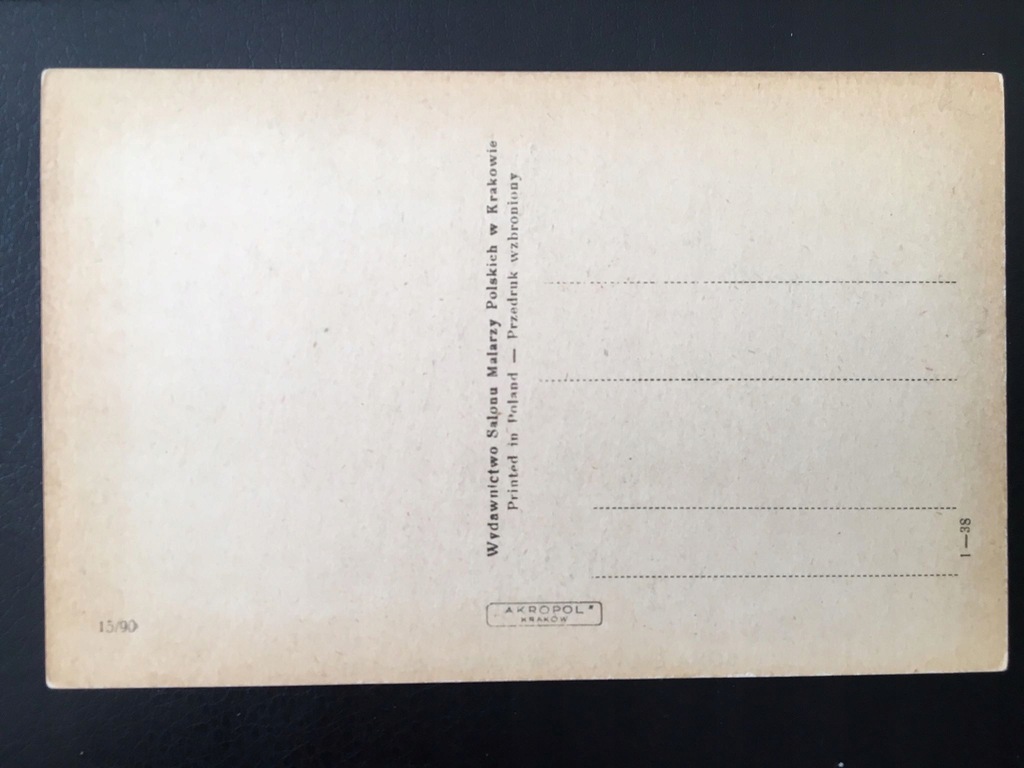 Wydawnictwo Salonu Malarzy Polskich w Krakowie
Printed in Poland — Przedruk wzbroniony
1—38
15/90
AKROPOL
KRAKÓW